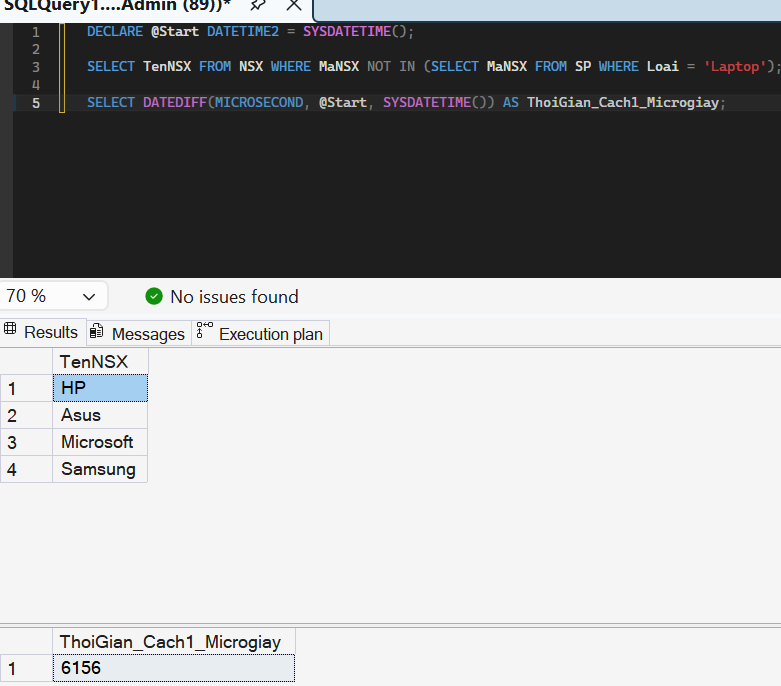 SQLQuery1....Admin (89))*
1 DECLARE @Start DATETIME2 = SYSDATETIME();
2
3 SELECT TenNSX FROM NSX WHERE MaNSX NOT IN (SELECT MaNSX FROM SP WHERE Loai = 'Laptop');
4
5 SELECT DATEDIFF(MICROSECOND, @Start, SYSDATETIME()) AS ThoiGian_Cach1_Microgiay;
70 % No issues found
Results Messages Execution plan
TenNSX
1 HP
2 Asus
3 Microsoft
4 Samsung
ThoiGian_Cach1_Microgiay
1 6156